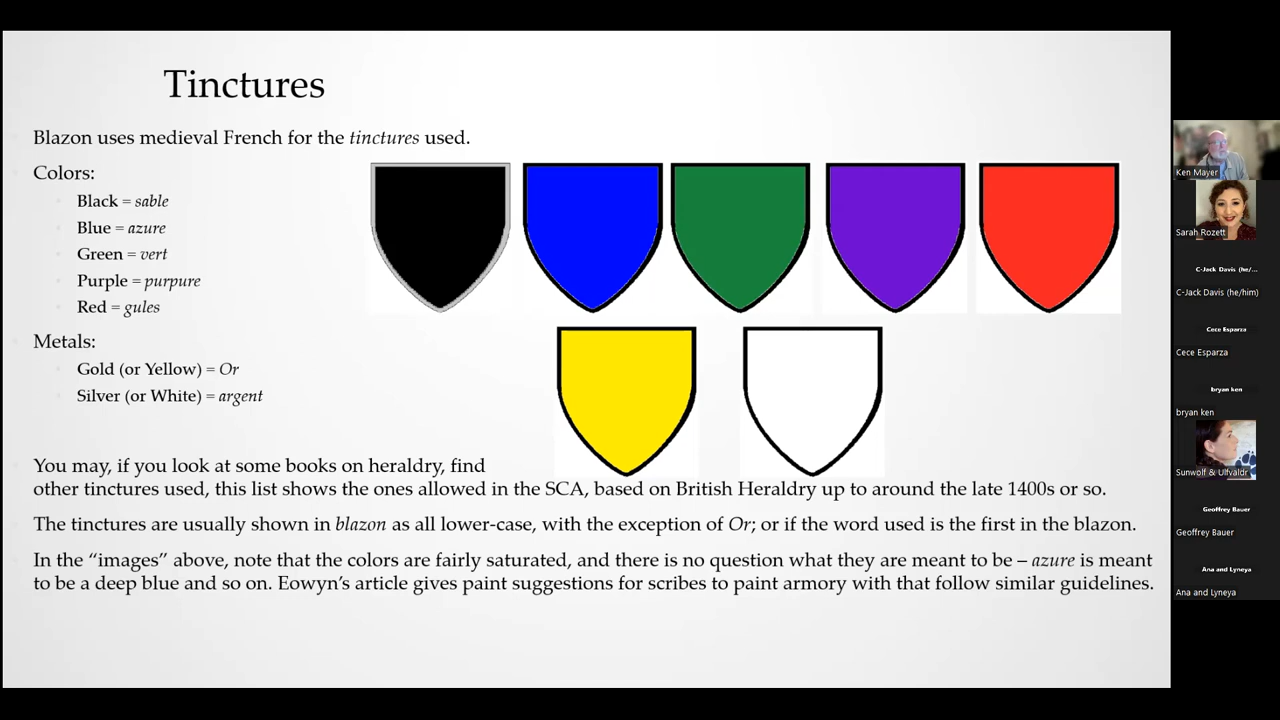 Tinctures
Blazon uses medieval French for the tinctures used.
Colors:
Black = sable
Blue = azure
Green = vert
Purple = purpure
Red = gules
Metals:
Gold (or Yellow) = Or
Silver (or White) = argent
You may, if you look at some books on heraldry, find
other tinctures used, this list shows the ones allowed in the SCA, based on British Heraldry up to around the late 1400s or so.
The tinctures are usually shown in blazon as all lower-case, with the exception of Or; or if the word used is the first in the blazon.
In the “images” above, note that the colors are fairly saturated, and there is no question what they are meant to be – azure is meant
to be a deep blue and so on. Eowyn’s article gives paint suggestions for scribes to paint armory with that follow similar guidelines.
Ken Mayer
Sarah Rozett
C-Jack Davis (he/...
C-Jack Davis (he/him)
Cece Esparza
Cece Esparza
bryan ken
bryan ken
Sunwolf & Ulfvaldr
Geoffrey Bauer
Geoffrey Bauer
Ana and Lyneya
Ana and Lyneya